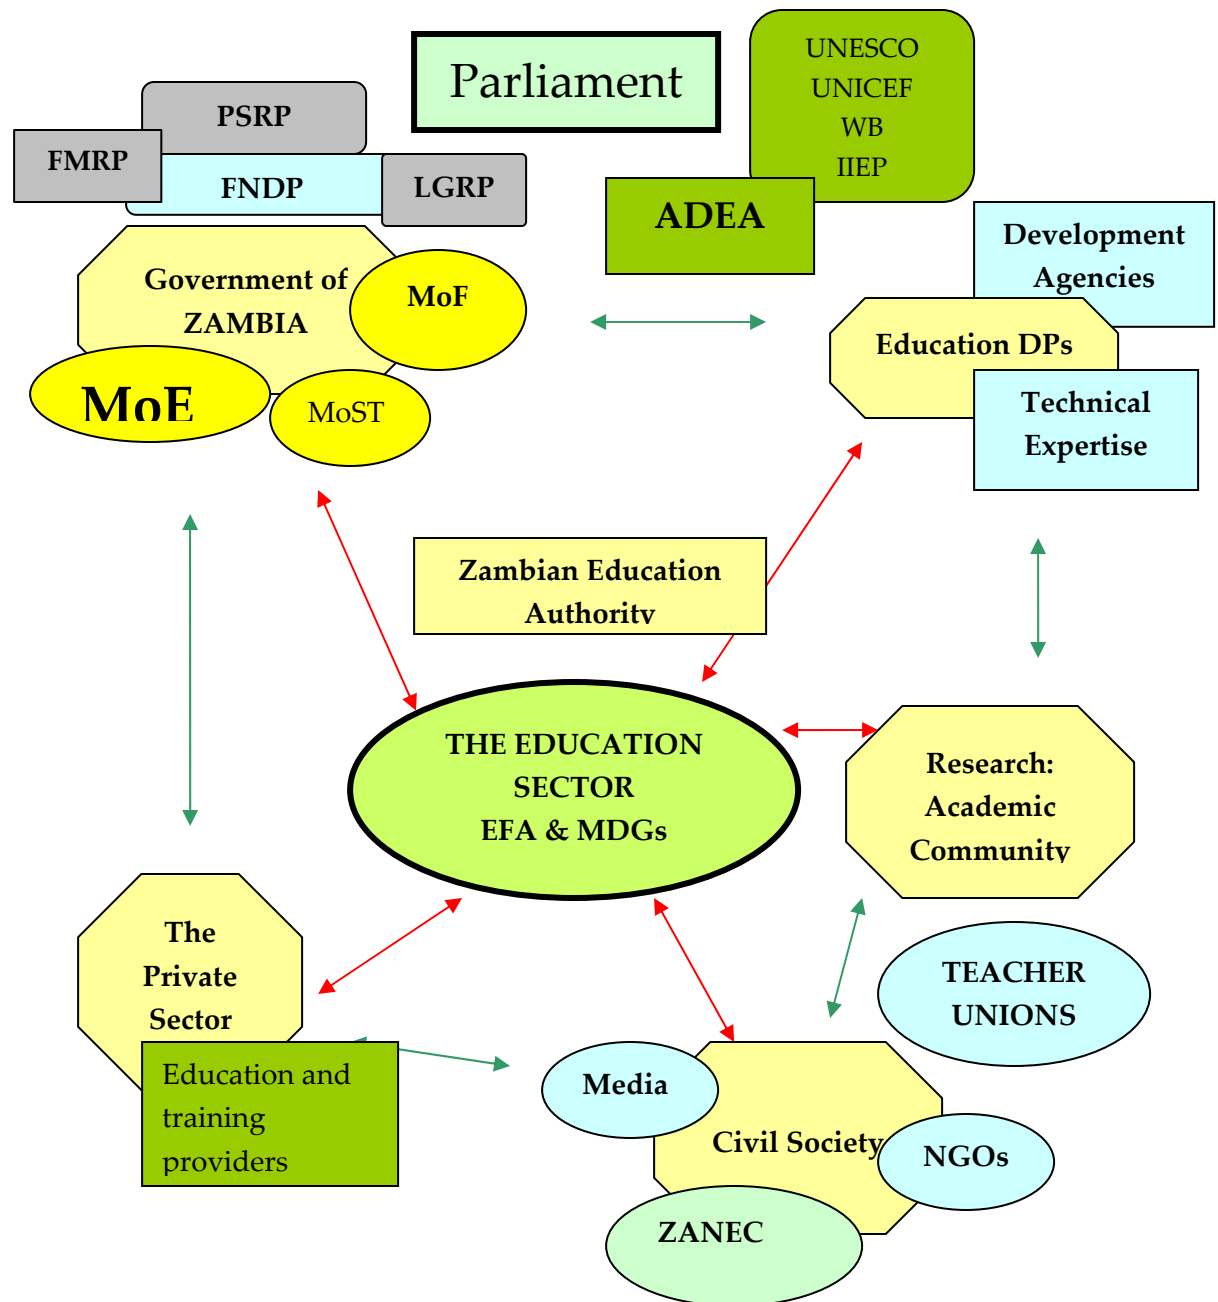 Parliament
UNESCO
UNICEF
WB
IIEP
ADEA
PSRP
FMRP
FNDP
LGRP
Government of
ZAMBIA
MoF
MoE
MoST
Development
Agencies
Education DPs
Technical
Expertise
Zambian Education
Authority
THE EDUCATION
SECTOR
EFA & MDGs
Research:
Academic
Community
The
Private
Sector
Education and
training
providers
TEACHER
UNIONS
Media
Civil Society
NGOs
ZANEC